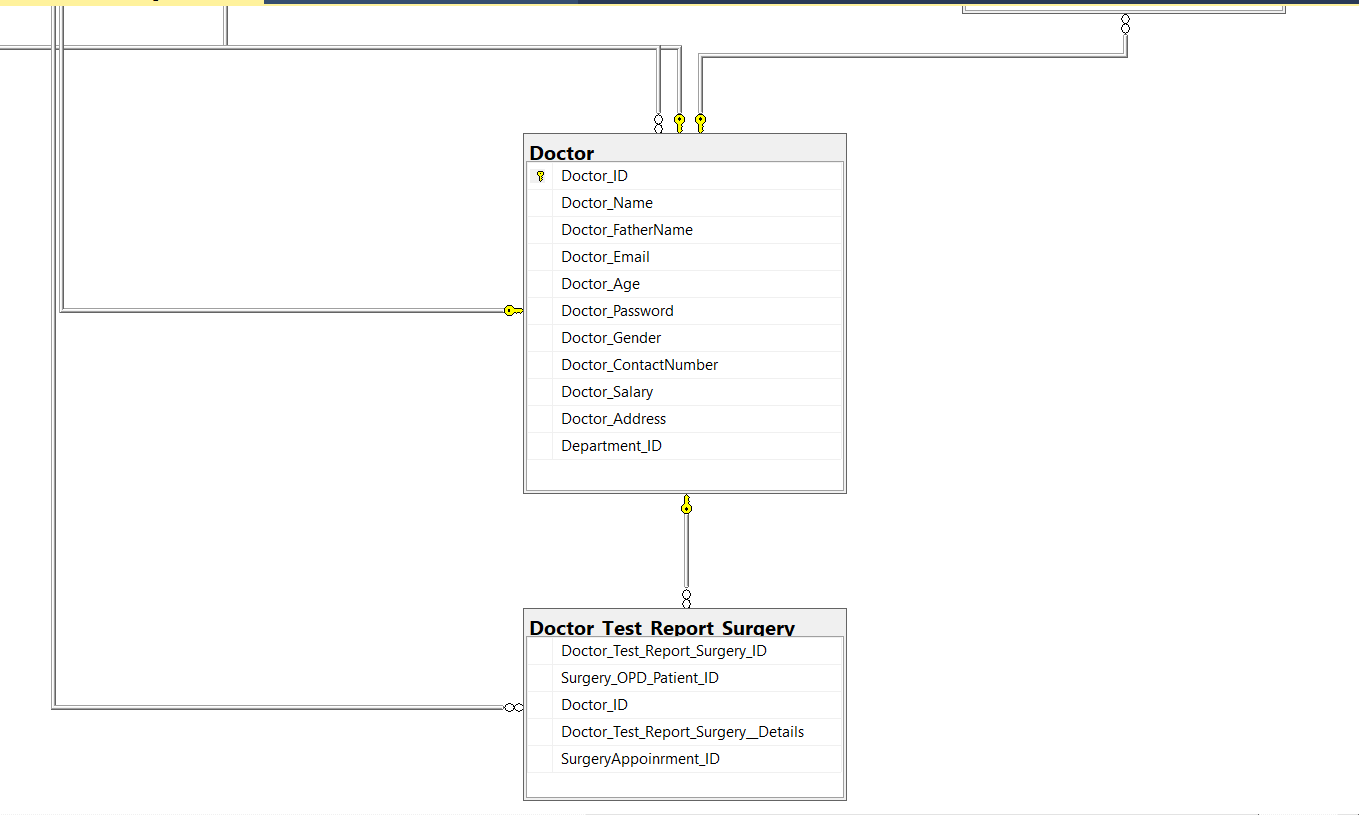 Doctor
Doctor_ID
Doctor_Name
Doctor_FatherName
Doctor_Email
Doctor_Age
Doctor_Password
Doctor_Gender
Doctor_ContactNumber
Doctor_Salary
Doctor_Address
Department_ID
Doctor_Test_Report_Surgery
Doctor_Test_Report_Surgery_ID
Surgery_OPD_Patient_ID
Doctor_ID
Doctor_Test_Report_Surgery__Details
SurgeryAppoinrment_ID